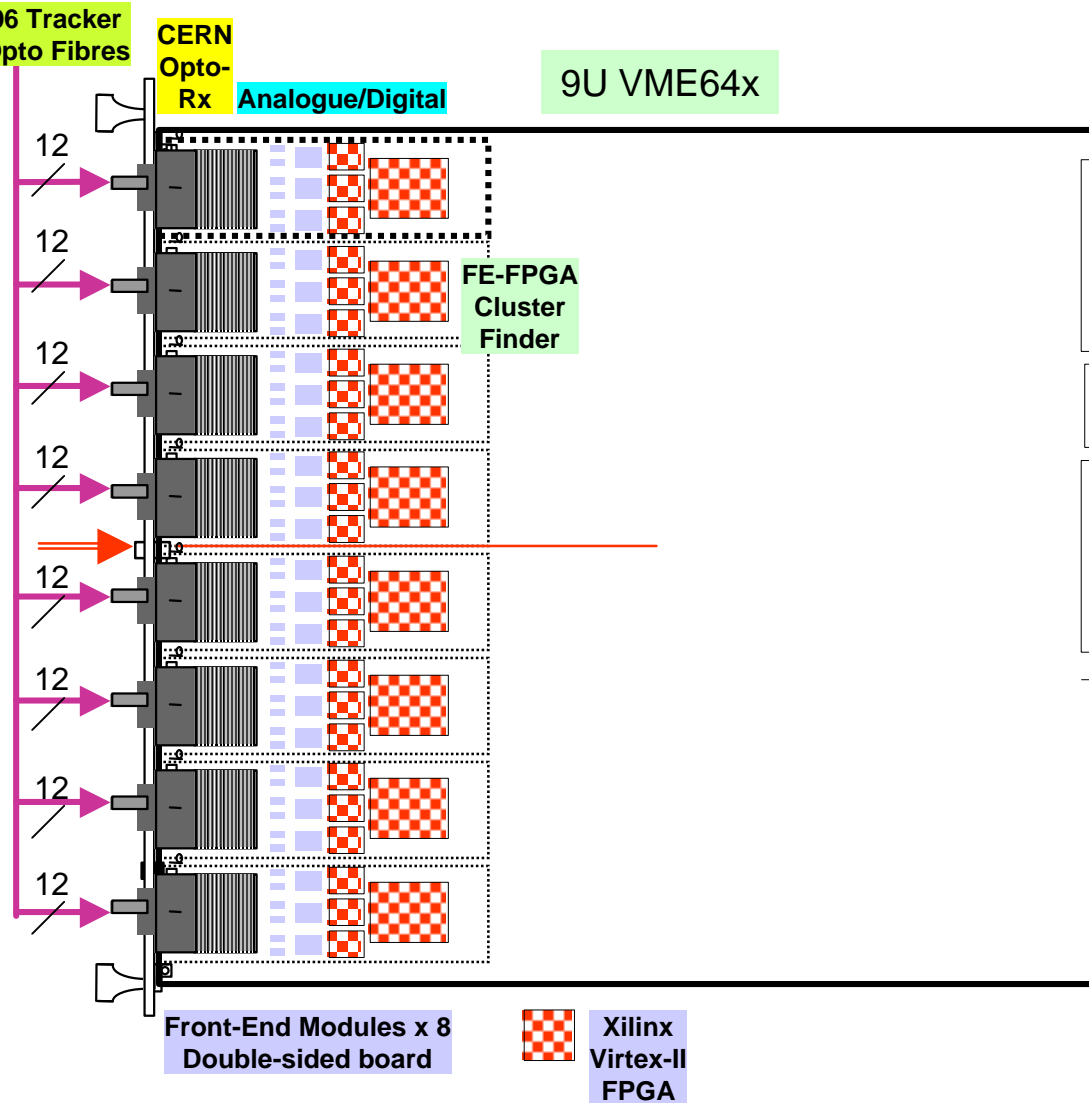 96 Tracker
Opto Fibres
CERN
Opto-
Rx
Analogue/Digital
9U VME64x
12
12
12
12
12
12
12
12
FE-FPGA
Cluster
Finder
Front-End Modules x 8
Double-sided board
Xilinx
Virtex-II
FPGA